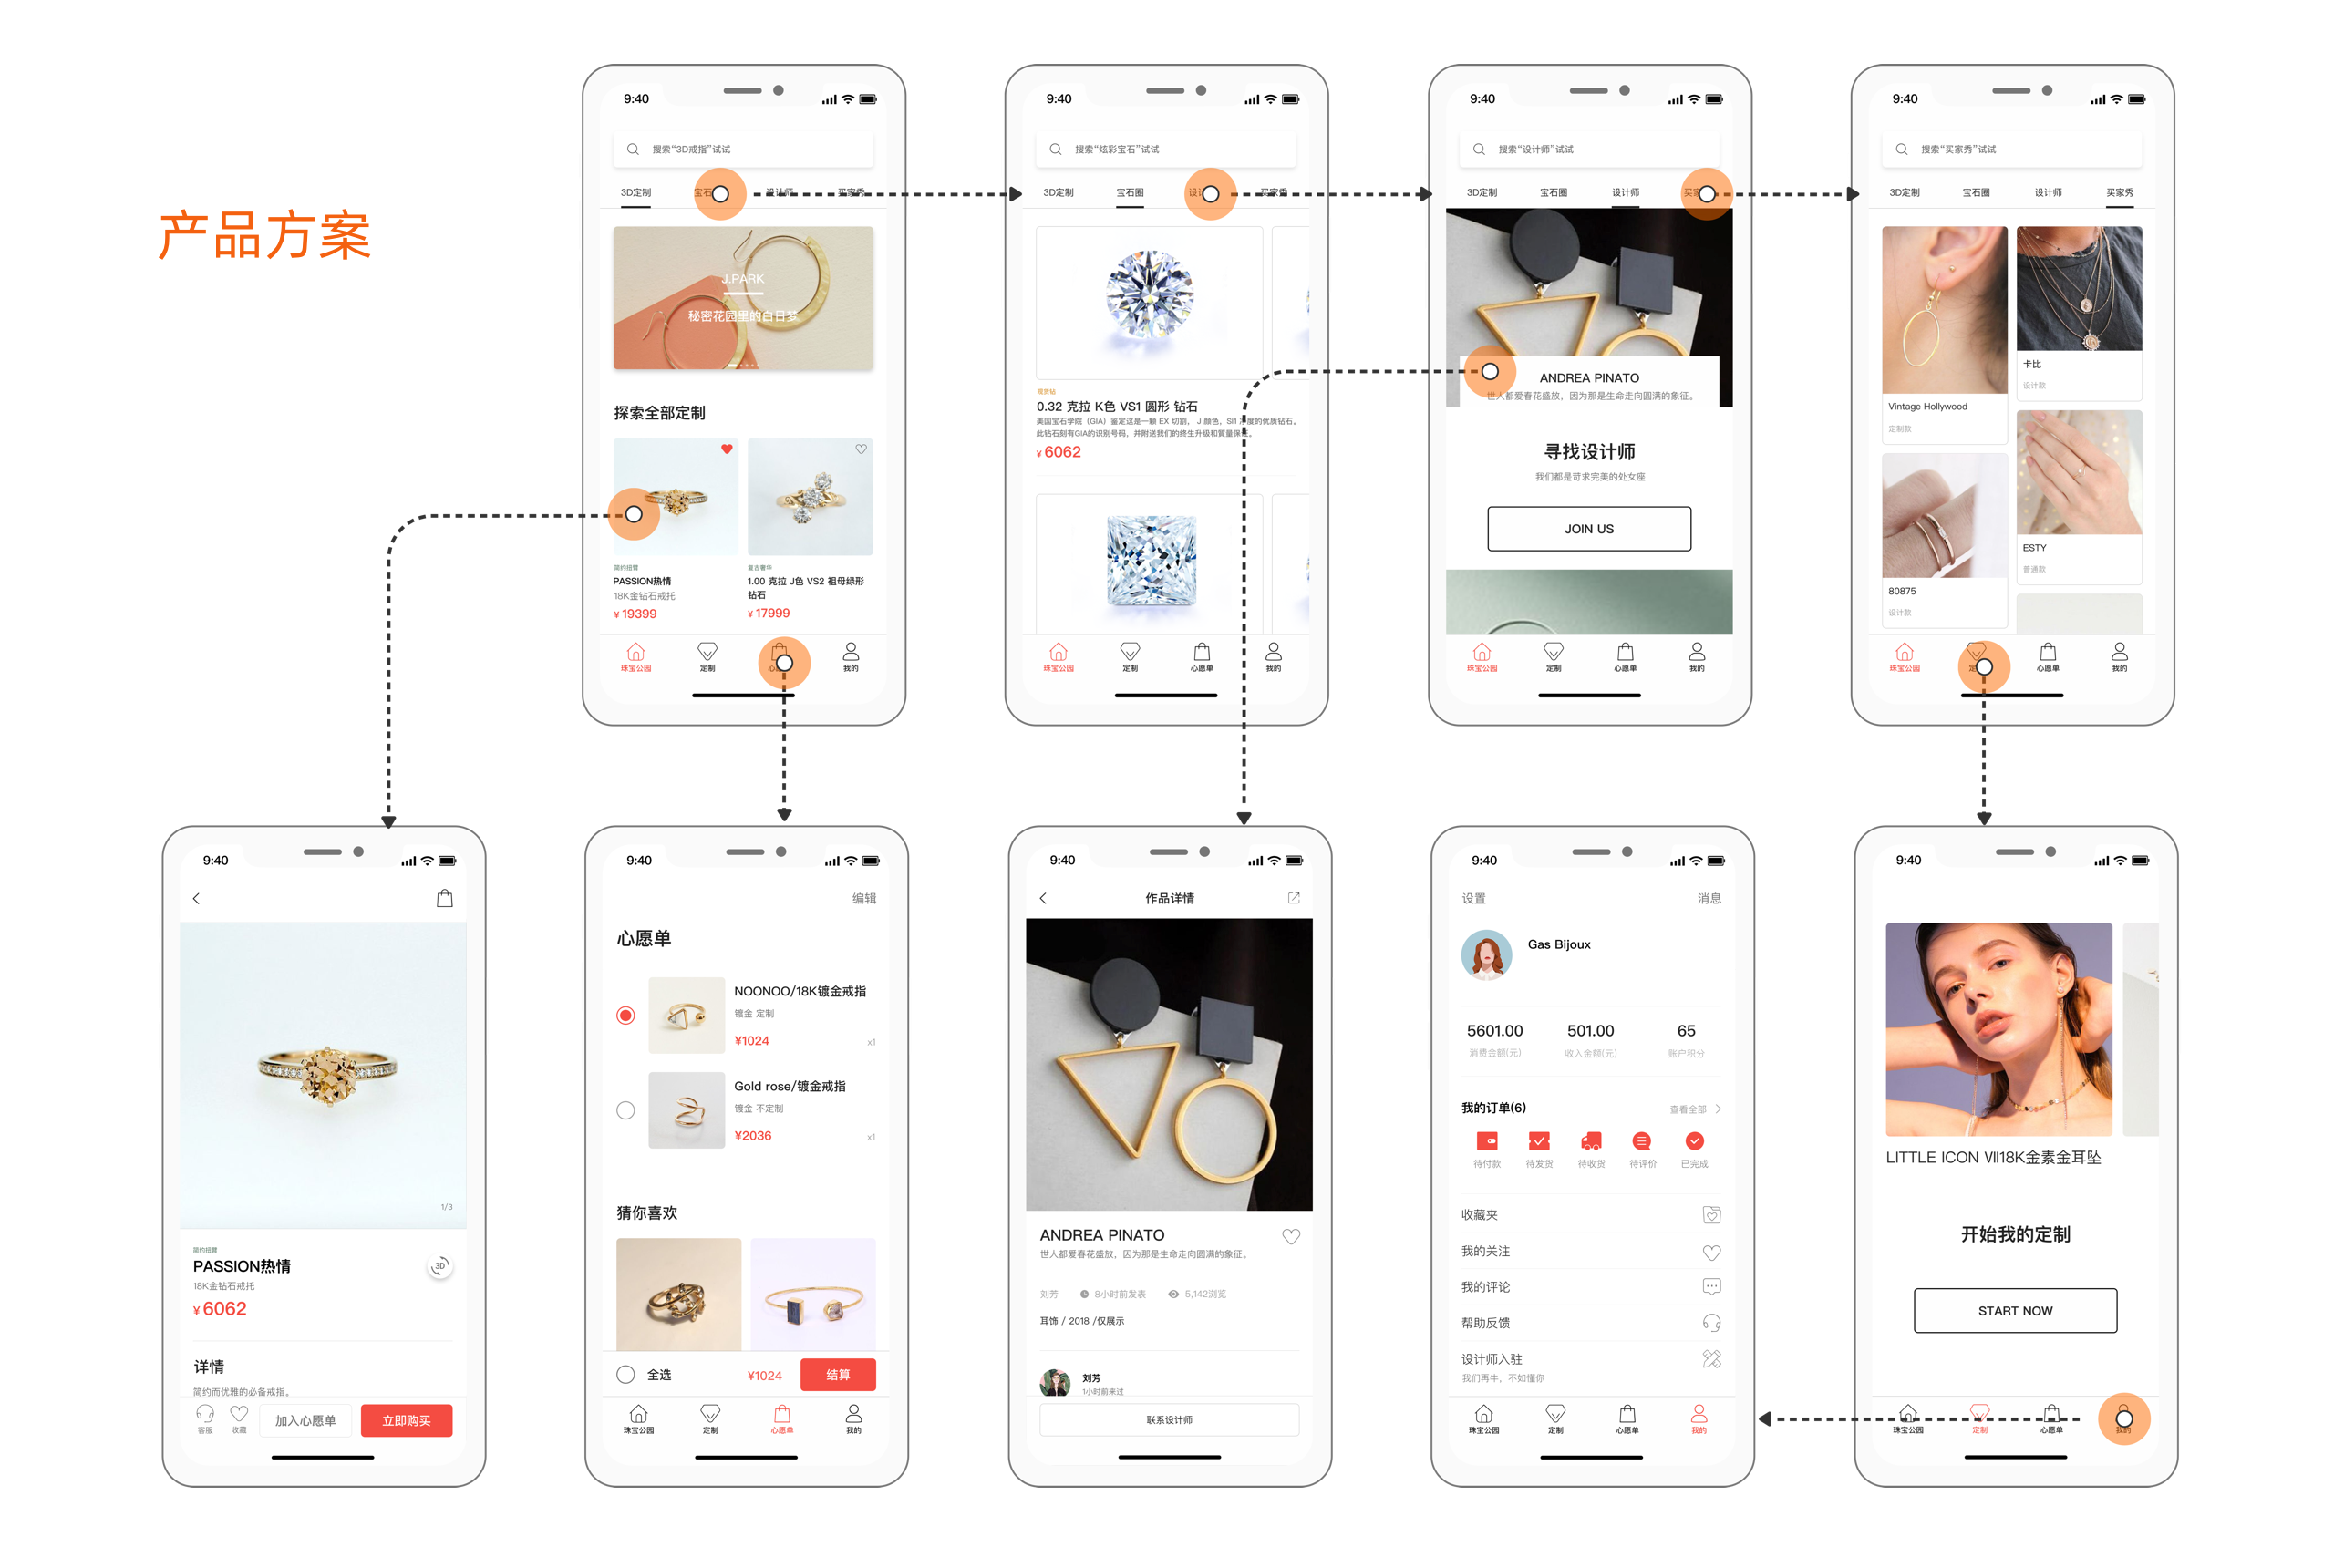 产品方案
9:40
搜索“3D戒指”试试
3D定制
宝石
设计师
买家秀
J.PARK
秘密花园里的白日梦
探索全部定制
简约扭臂
PASSION热情
18K金钻石戒托
¥ 19399
复古奢华
1.00 克拉 J色 VS2 祖母绿形
钻石
¥ 17999
珠宝公园
定制
我的
9:40
搜索“炫彩宝石”试试
3D定制
宝石圈
买家秀
现货钻
0.32 克拉 K色 VS1 圆形 钻石
美国宝石学院（GIA）鉴定这是一颗 EX 切割， J 颜色，SI1 净度的优质钻石。
此钻石刻有GIA的识别号码，并附送我们的终生升级和質量保证。
¥ 6062
珠宝公园
定制
心愿单
我的
9:40
搜索“设计师”试试
3D定制
宝石圈
设计师
ANDREA PINATO
世人都爱春花盛放，因为那是生命走向圆满的象征。
寻找设计师
我们都是苛求完美的处女座
JOIN US
珠宝公园
定制
心愿单
我的
9:40
搜索“买家秀”试试
3D定制
宝石圈
设计师
买家秀
Vintage Hollywood
定制款
卡比
设计款
80875
设计款
ESTY
普通款
珠宝公园
心愿单
我的
9:40
1/3
简约扭臂
PASSION热情
3D
18K金钻石戒托
¥ 6062
详情
简约而优雅的必备戒指。
客服
收藏
加入心愿单
立即购买
9:40
编辑
心愿单
NOONOO/18K镀金戒指
镀金 定制
¥1024
x1
Gold rose/镀金戒指
镀金 不定制
¥2036
x1
猜你喜欢
全选
¥1024
结算
珠宝公园
定制
心愿单
我的
9:40
作品详情
ANDREA PINATO
世人都爱春花盛放，因为那是生命走向圆满的象征。
刘芳
8小时前发表
5,142浏览
耳饰 / 2018 /仅展示
刘芳
1小时前来过
联系设计师
9:40
设置
消息
Gas Bijoux
5601.00
501.00
65
消费金额(元)
收入金额(元)
账户积分
我的订单(6)
查看全部
待付款
待发货
待收货
待评价
已完成
收藏夹
我的关注
我的评论
帮助反馈
设计师入驻
我们再牛，不如懂你
珠宝公园
定制
心愿单
我的
9:40
LITTLE ICON VII18K金素金耳坠
开始我的定制
START NOW
珠宝公园
定制
心愿单
我的